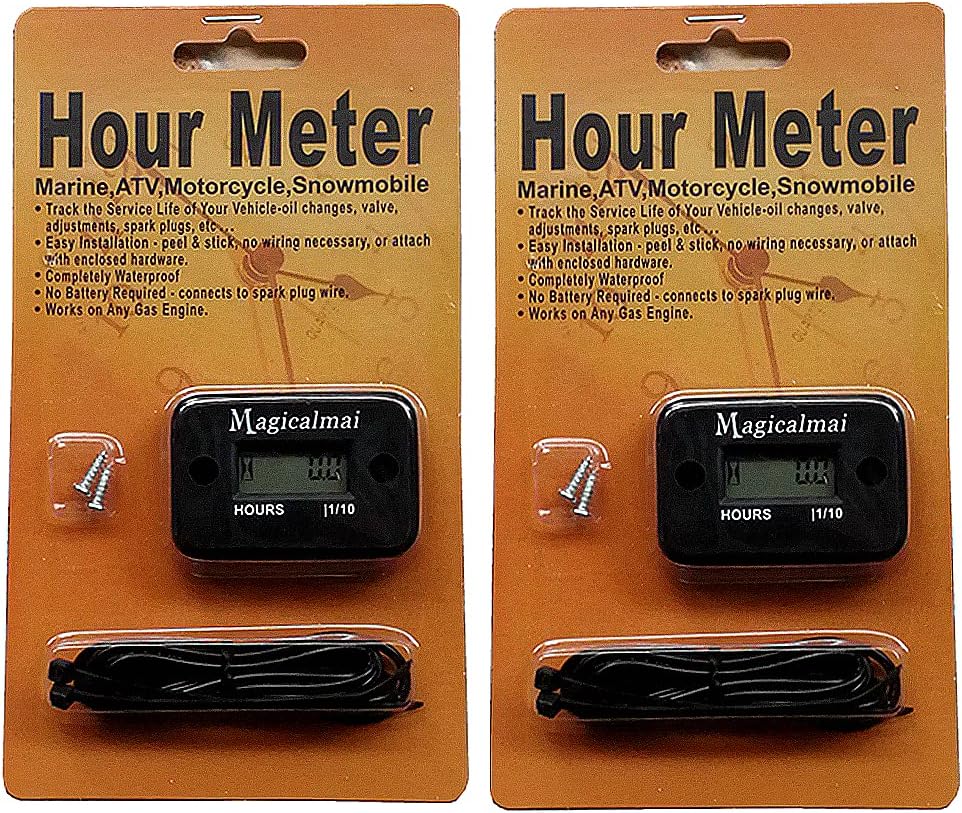 Hour Meter
Marine,ATV,Motorcycle,Snowmobile
• Track the Service Life of Your Vehicle-oil changes, valve,
adjustments, spark plugs, etc ...
• Easy Installation - peel & stick, no wiring necessary, or attach
with enclosed hardware.
• Completely Waterproof
• No Battery Required - connects to spark plug wire.
• Works on Any Gas Engine.
Magicalmai
HOURS |1/10
Hour Meter
Marine,ATV,Motorcycle,Snowmobile
• Track the Service Life of Your Vehicle-oil changes, valve,
adjustments, spark plugs, etc ...
• Easy Installation - peel & stick, no wiring necessary, or attach
with enclosed hardware.
• Completely Waterproof
• No Battery Required - connects to spark plug wire.
• Works on Any Gas Engine.
Magicalmai
HOURS |1/10